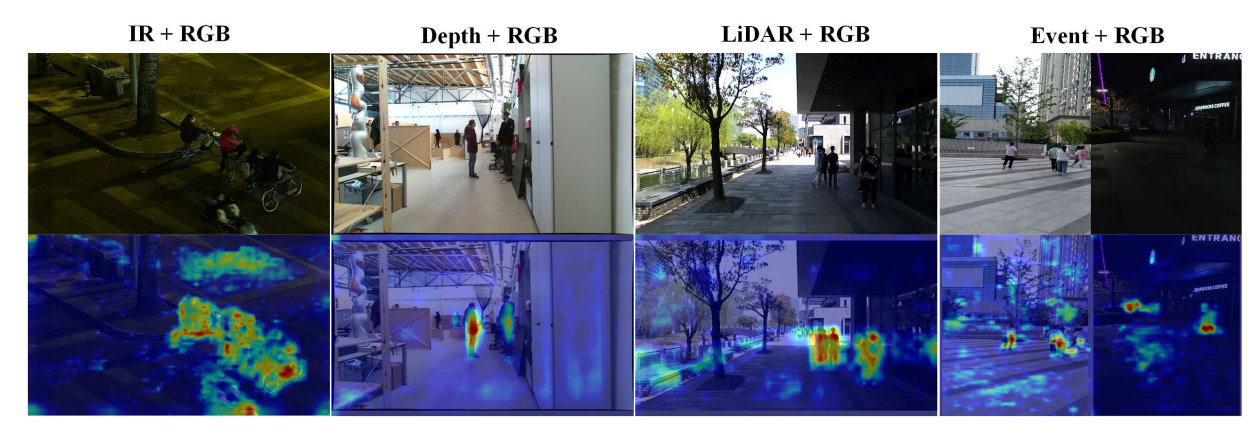 IR + RGB
Depth + RGB
LiDAR + RGB
Event + RGB
ENTRANC
STARBUCKS COFFEE
ENTRANC